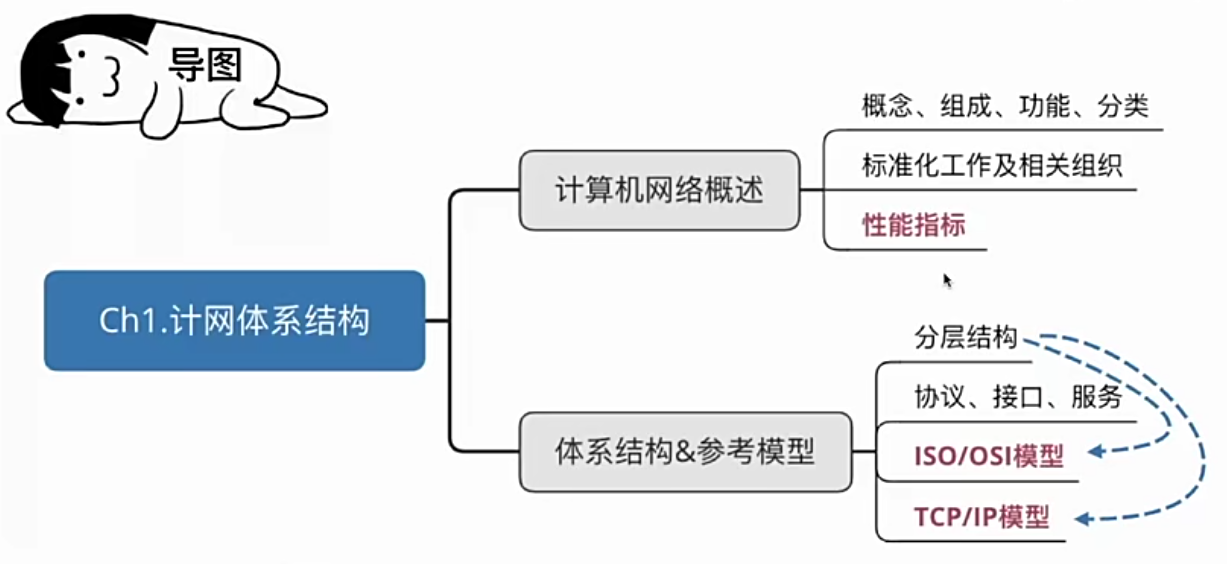 导图
概念、组成、功能、分类
标准化工作及相关组织
计算机网络概述
性能指标
Ch1.计网体系结构
分层结构
协议、接口、服务
体系结构&参考模型
ISO/OSI模型
TCP/IP模型